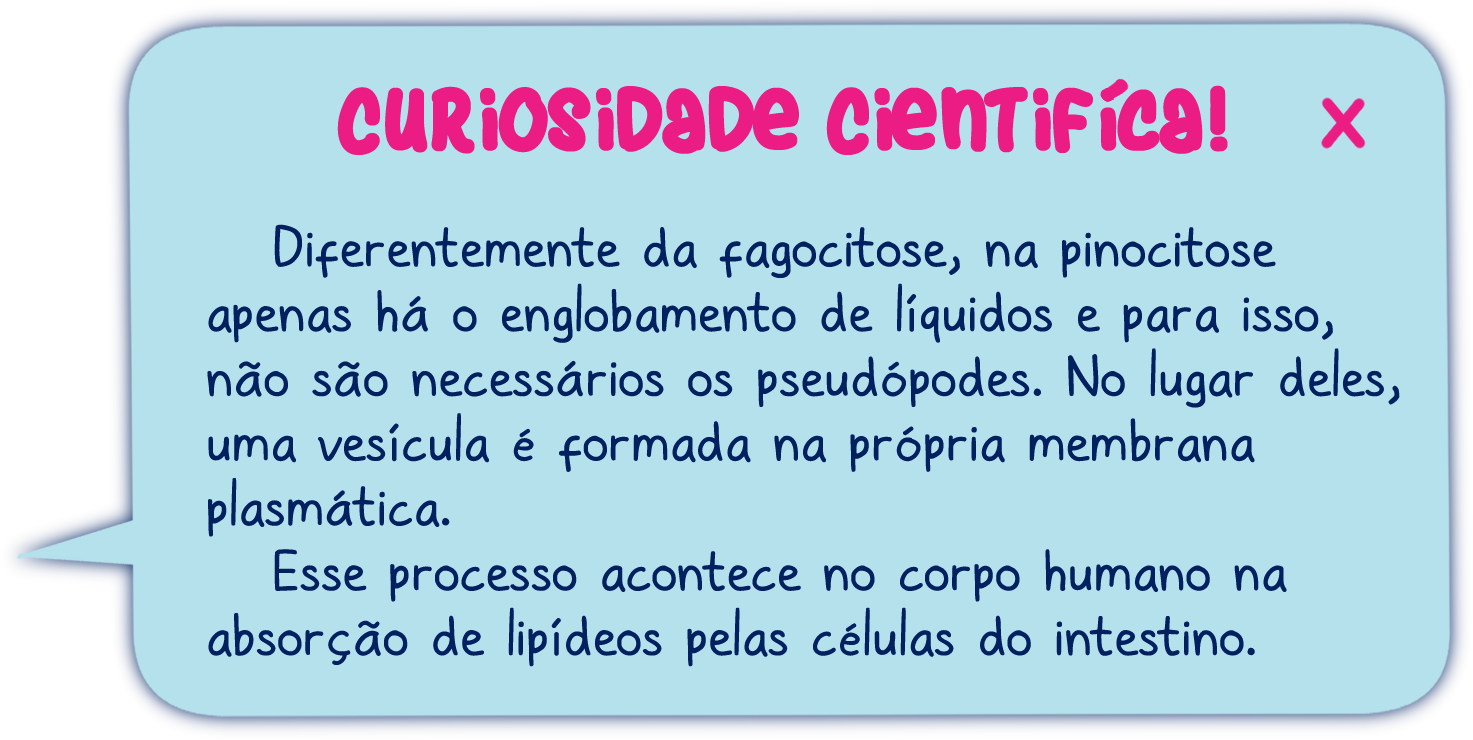 CURIOSIDADE CIENTIFÍCA! X
Diferentemente da fagocitose, na pinocitose
apenas há o englobamento de líquidos e para isso,
não são necessários os pseudópodes. No lugar deles,
uma vesícula é formada na própria membrana
plasmática.
Esse processo acontece no corpo humano na
absorção de lipídeos pelas células do intestino.